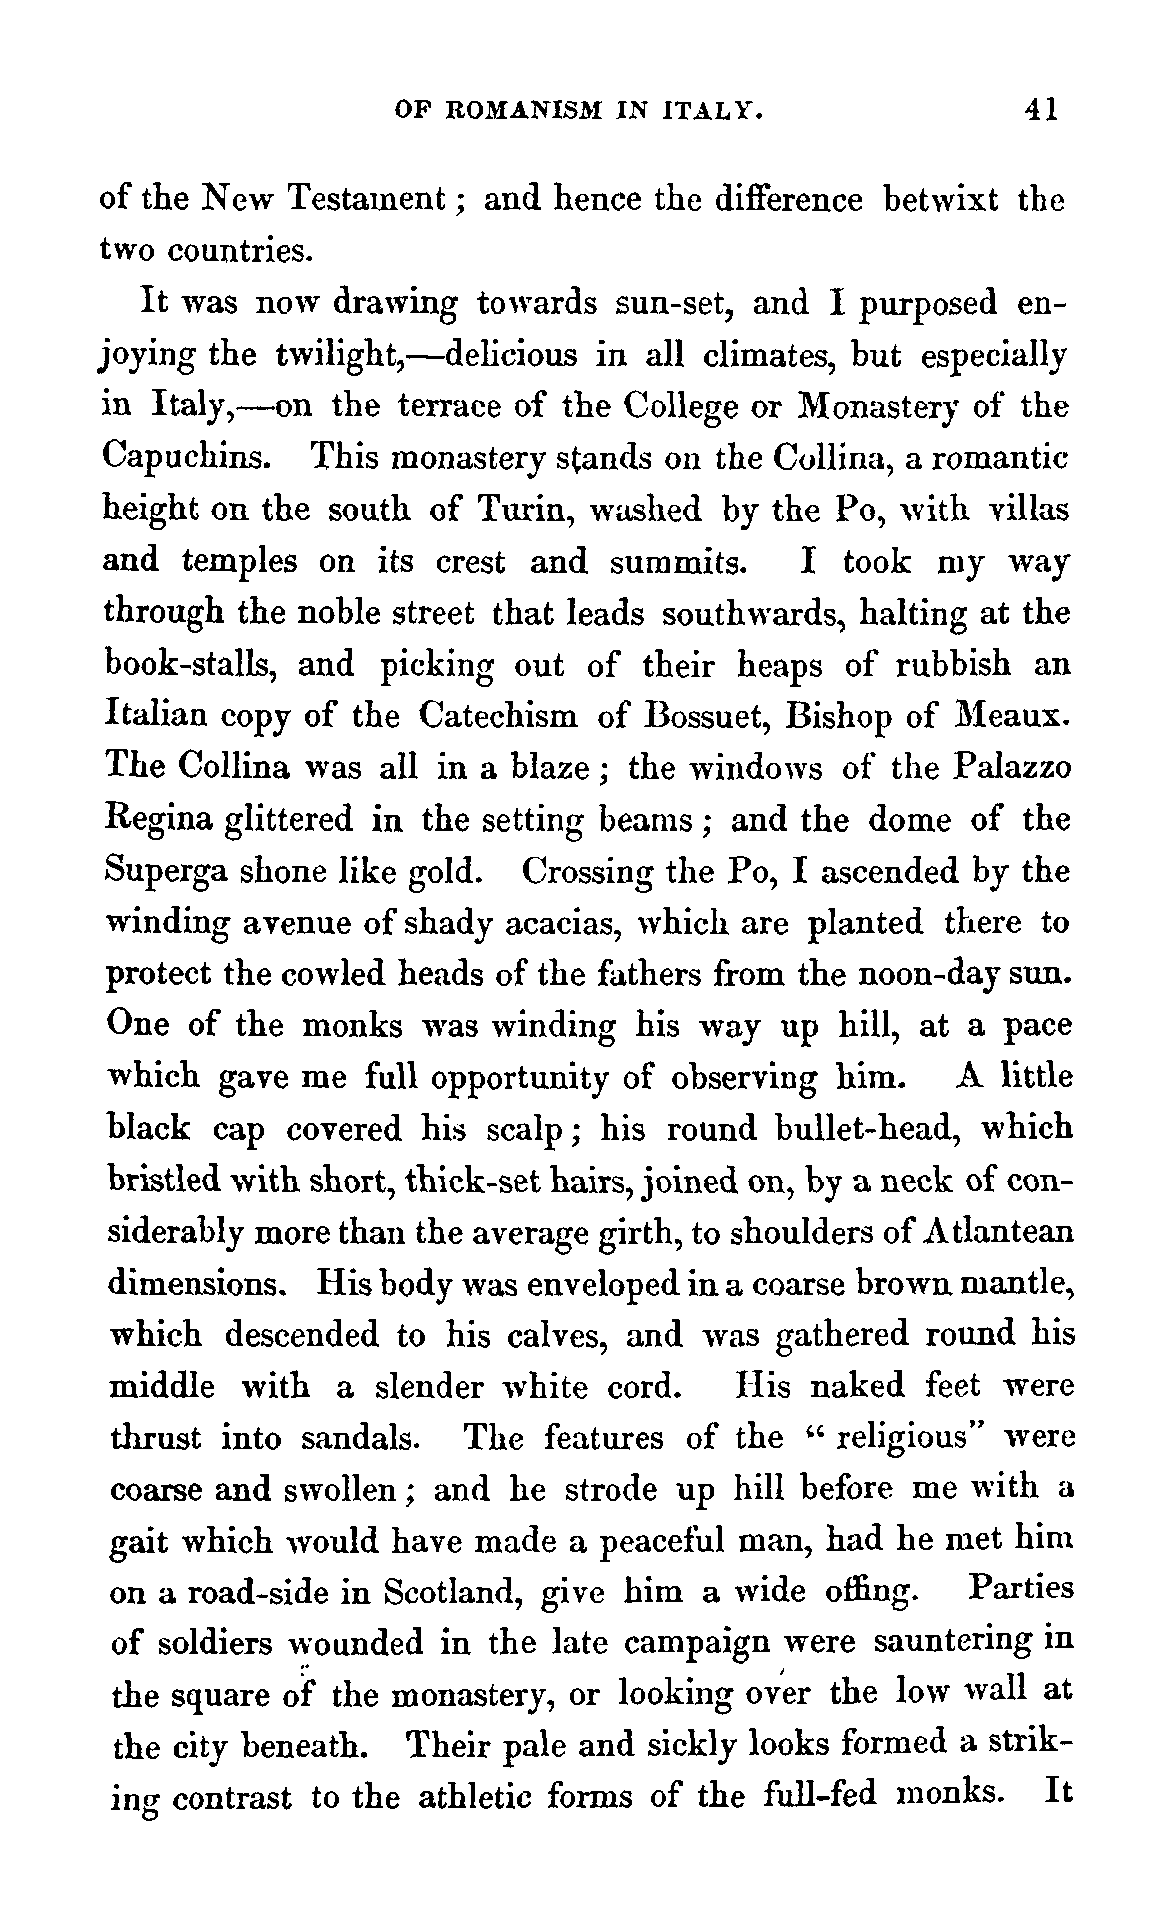 OF ROMANISM IN ITALY. 41
of the New Testament ; and hence the difference betwixt the
two countries.
It was now drawing towards sun-set, and I purposed en-
joying the twilight,—delicious in all climates, but especially
in Italy,—on the terrace of the College or Monastery of the
Capuchins. This monastery stands on the Collina, a romantic
height on the south of Turin, washed by the Po, with villas
and temples on its crest and summits. I took my way
through the noble street that leads southwards, halting at the
book-stalls, and picking out of their heaps of rubbish an
Italian copy of the Catechism of Bossuet, Bishop of Meaux.
The Collina was all in a blaze ; the windows of the Palazzo
Regina glittered in the setting beams ; and the dome of the
Superga shone like gold. Crossing the Po, I ascended by the
winding avenue of shady acacias, which are planted there to
protect the cowled heads of the fathers from the noon-day sun.
One of the monks was winding his way up hill, at a pace
which gave me full opportunity of observing him. A little
black cap covered his scalp ; his round bullet-head, which
bristled with short, thick-set hairs, joined on, by a neck of con-
siderably more than the average girth, to shoulders of Atlantean
dimensions. His body was enveloped in a coarse brown mantle,
which descended to his calves, and was gathered round his
middle with a slender white cord. His naked feet were
thrust into sandals. The features of the “ religious” were
coarse and swollen ; and he strode up hill before me with a
gait which would have made a peaceful man, had he met him
on a road-side in Scotland, give him a wide offing. Parties
of soldiers wounded in the late campaign were sauntering in
the square of the monastery, or looking over the low wall at
the city beneath. Their pale and sickly looks formed a strik-
ing contrast to the athletic forms of the full-fed monks. It